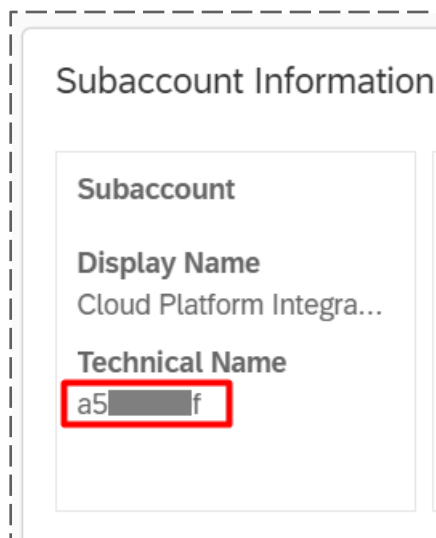 Subaccount Information
Subaccount
Display Name
Cloud Platform Integra...
Technical Name
a5 f